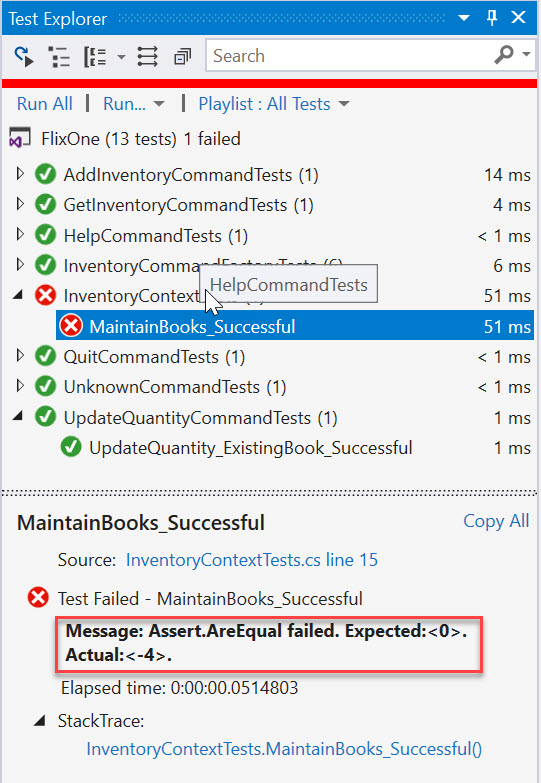 Test Explorer
Search
Run All | Run... | Playlist : All Tests
FlixOne (13 tests) 1 failed
AddInventoryCommandTests (1) 14 ms
GetInventoryCommandTests (1) 4 ms
HelpCommandTests (1) < 1 ms
InventoryCommandFactoryTests (6) 6 ms
HelpCommandTests
InventoryContext 51 ms
MaintainBooks_Successful 51 ms
QuitCommandTests (1) < 1 ms
UnknownCommandTests (1) < 1 ms
UpdateQuantityCommandTests (1) 1 ms
UpdateQuantity_ExistingBook_Successful 1 ms
MaintainBooks_Successful Copy All
Source: InventoryContextTests.cs line 15
Test Failed - MaintainBooks_Successful
Message: Assert.AreEqual failed. Expected:<0>.
Actual:<-4>.
Elapsed time: 0:00:00.0514803
StackTrace:
InventoryContextTests.MaintainBooks_Successful()